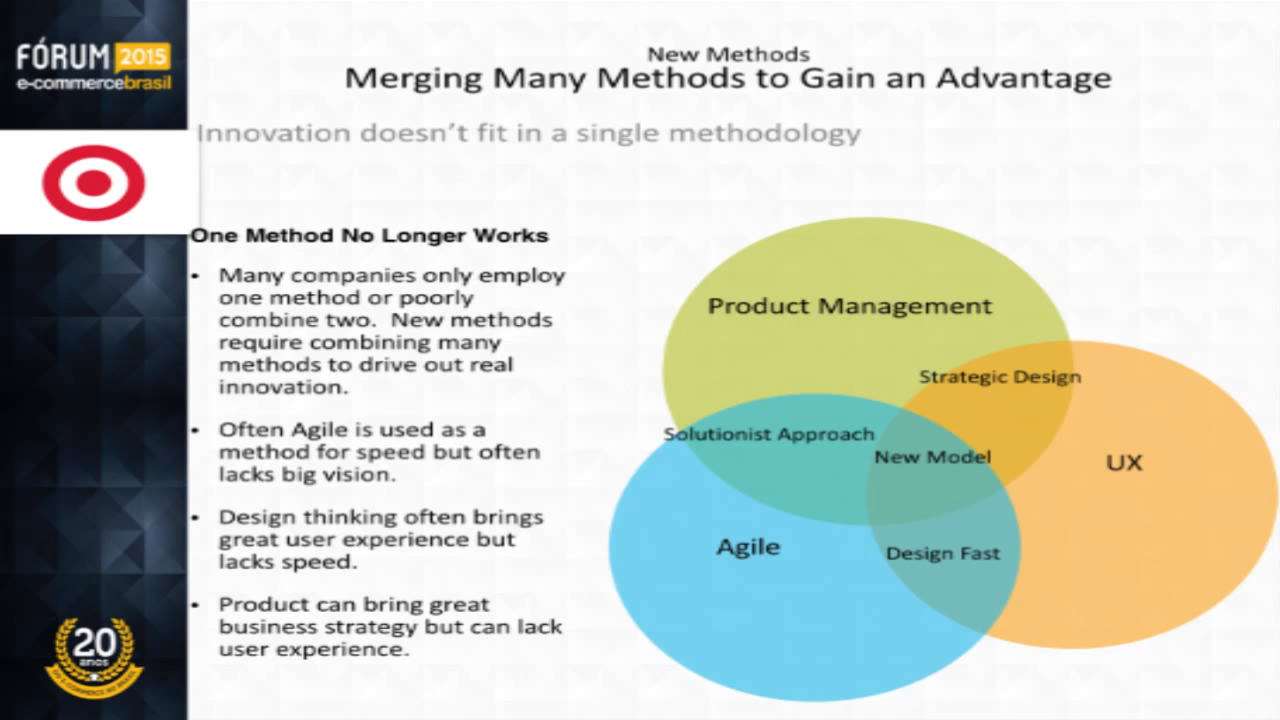 FÓRUM 2015
e-commercebrasil
New Methods
Merging Many Methods to Gain an Advantage
Innovation doesn't fit in a single methodology
One Method No Longer Works
• Many companies only employ
one method or poorly
combine two.  New methods
require combining many
methods to drive out real
innovation.
• Often Agile is used as a
method for speed but often
lacks big vision.
• Design thinking often brings
great user experience but
lacks speed.
• Product can bring great
business strategy but can lack
user experience.
Product Management
Strategic Design
Solutionist Approach
New Model
UX
Agile
Design Fast
20
anos